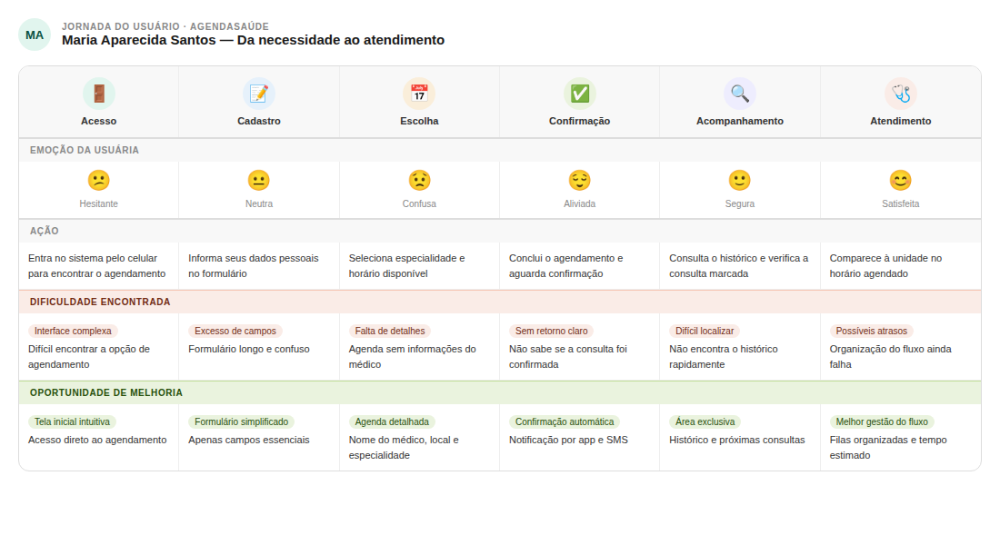 MA
JORNADA DO USUÁRIO · AGENDASAÚDE
Maria Aparecida Santos — Da necessidade ao atendimento
Acesso
Cadastro
Escolha
Confirmação
Acompanhamento
Atendimento
EMOÇÃO DA USUÁRIA
Hesitante
Neutra
Confusa
Aliviada
Segura
Satisfeita
AÇÃO
Entra no sistema pelo celular
para encontrar o agendamento
Informa seus dados pessoais
no formulário
Seleciona especialidade e
horário disponível
Conclui o agendamento e
aguarda confirmação
Consulta o histórico e verifica a
consulta marcada
Comparece à unidade no
horário agendado
DIFICULDADE ENCONTRADA
Interface complexa
Difícil encontrar a opção de
agendamento
Excesso de campos
Formulário longo e confuso
Falta de detalhes
Agenda sem informações do
médico
Sem retorno claro
Não sabe se a consulta foi
confirmada
Difícil localizar
Não encontra o histórico
rapidamente
Possíveis atrasos
Organização do fluxo ainda
falha
OPORTUNIDADE DE MELHORIA
Tela inicial intuitiva
Acesso direto ao agendamento
Formulário simplificado
Apenas campos essenciais
Agenda detalhada
Nome do médico, local e
especialidade
Confirmação automática
Notificação por app e SMS
Área exclusiva
Histórico e próximas consultas
Melhor gestão do fluxo
Filas organizadas e tempo
estimado